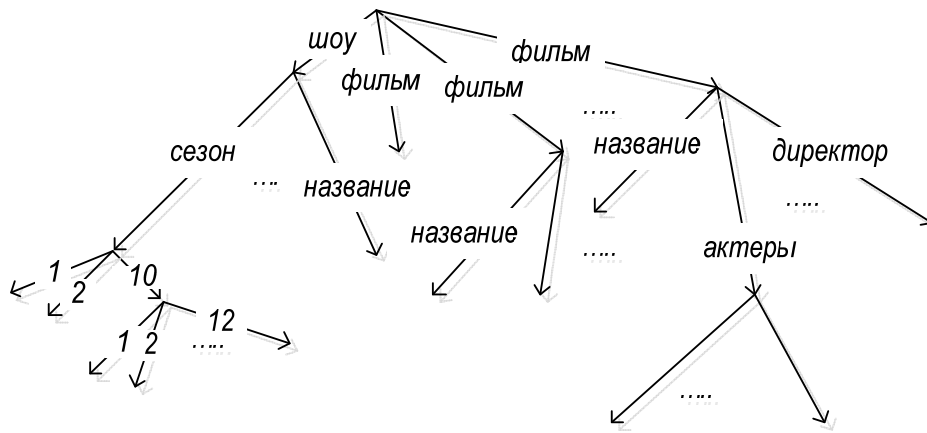 шоу
фильм
фильм
фильм
сезон
.....
название
название
.....
название
директор
.....
.....
актеры
1
2
10
1
2
.....
12
.....